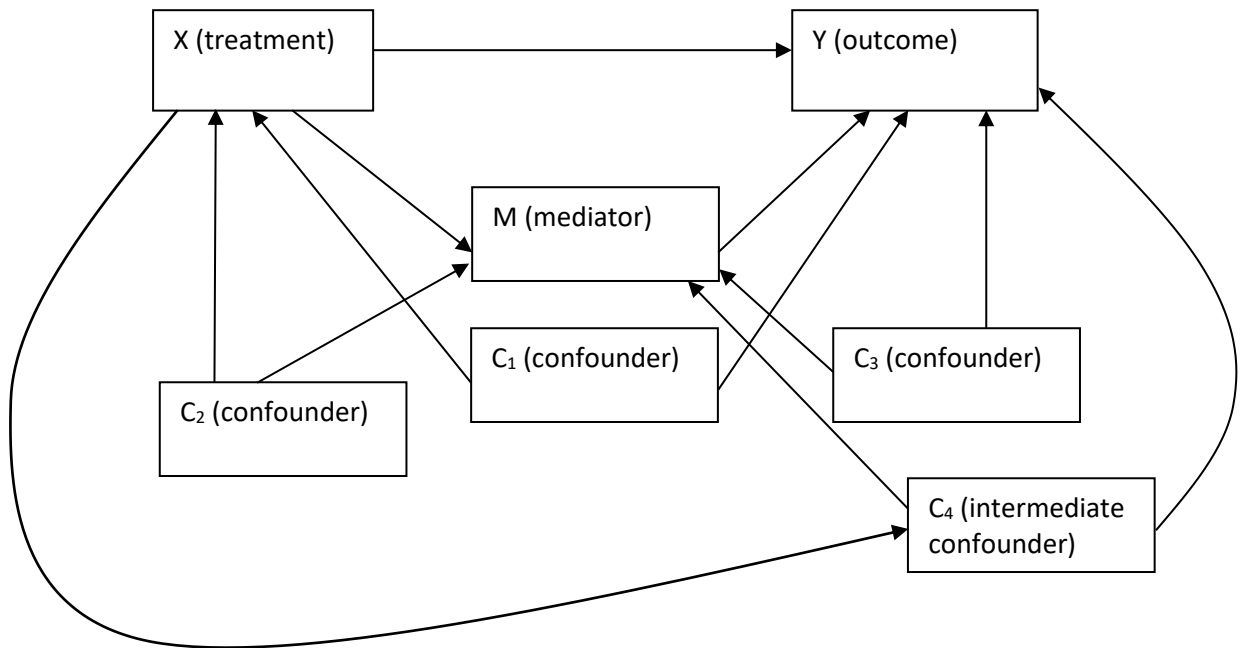 X (treatment)
Y (outcome)
M (mediator)
C₁ (confounder)
C₃ (confounder)
C₂ (confounder)
C₄ (intermediate
confounder)